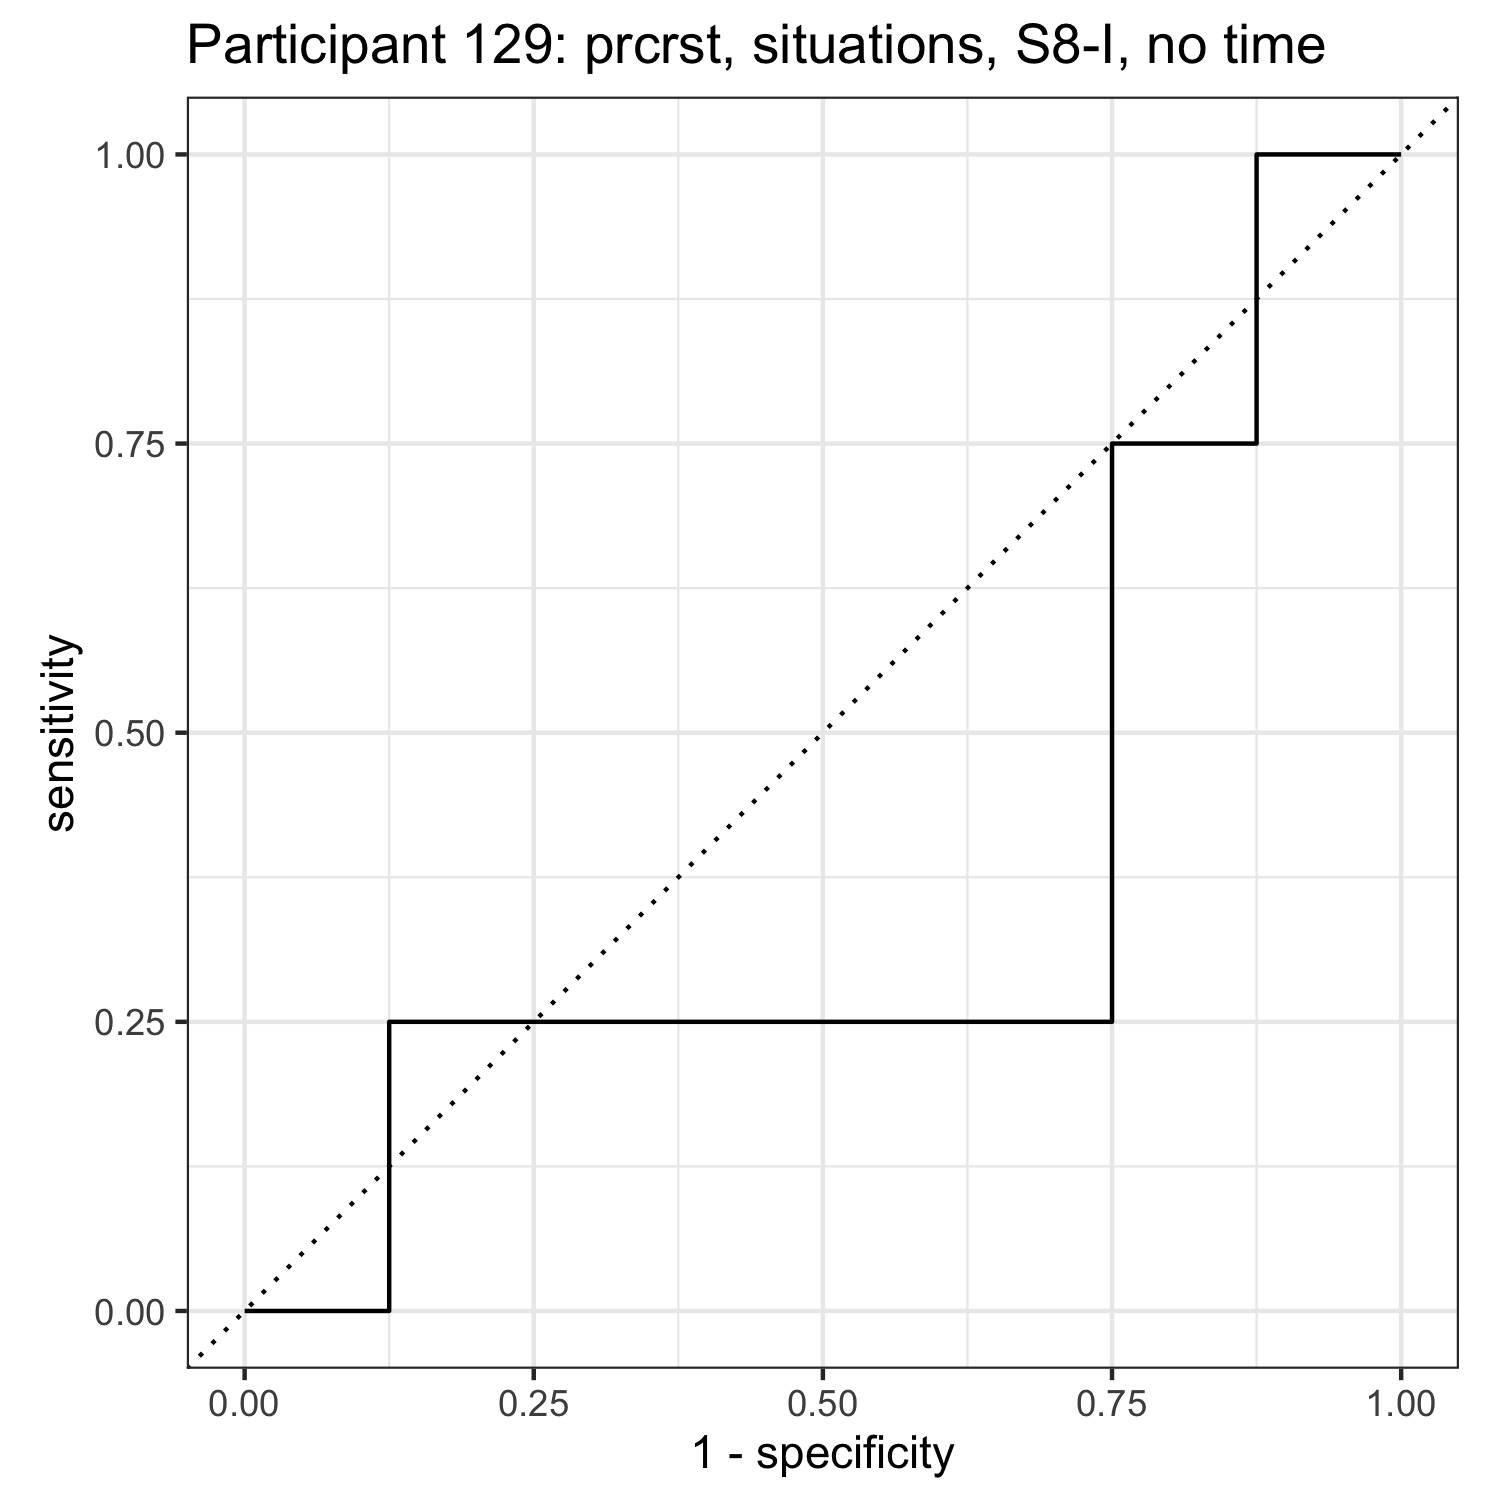 Participant 129: prcrst, situations, S8-I, no time
1.00
0.75
0.50
0.25
0.00
sensitivity
0.00 0.25 0.50 0.75 1.00
1 - specificity